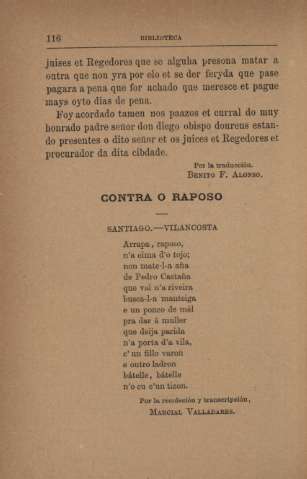 116 BIBLIOTECA
juises et Regedores que se alguha presona matar a
outra que non yra por elo et se der feryda que pase
pagara a pena que for achado que meresce et pague
mays oyto dias de pena.
Foy acordado tamen nos paazos et curral do muy
honrado padre señor don diego obispo dourens estan-
do presentes o dito señor et os juices et Regedores et
procurador da dita cibdade.
Por la traducción.
BENITO F. ALONSO.
CONTRA O RAPOSO
SANTIAGO.—VILANCOSTA
Arrapa, raposo,
n'a cima d'o tojo;
non mate-l-a aña
de Pedro Castaña
que vai n'a riveira
busca-l-a manteiga
e un ponco de mél
pra dar á muller
que deija parida
n'a porta d'a vila,
c'un fillo varon
e outro ladron
bátelle, bátelle
n'o cu c'un tizon.
Por la recolección y transcripción,
MARCIAL VALLADARES.